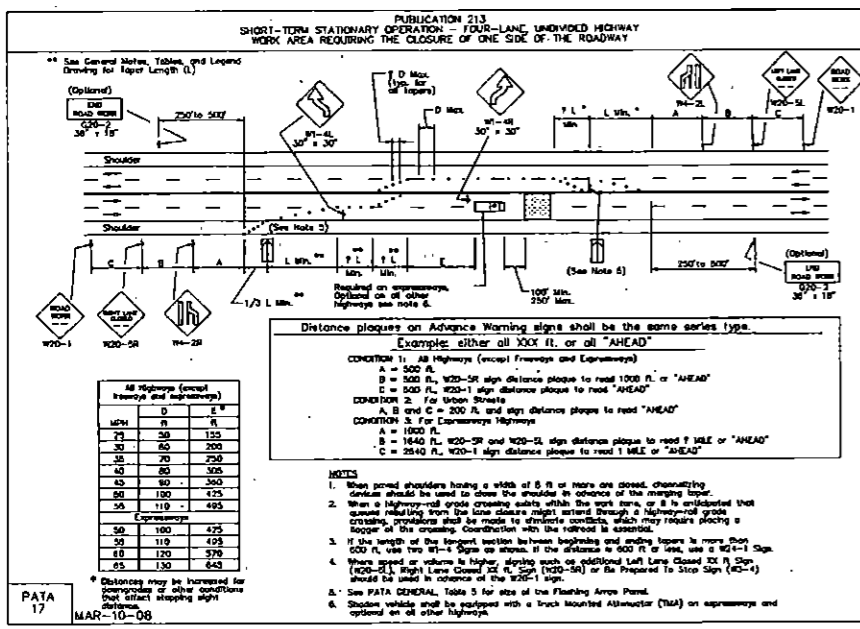 PUBLICATION 213
SHORT-TERM STATIONARY OPERATION - FOUR-LANE, UNDIVIDED HIGHWAY
WORK AREA REQUIRING THE CLOSURE OF ONE SIDE OF THE ROADWAY
** See General Notes, Tables, and Legend
Drawing for Taper Length (L)
(Optional)
END
ROAD WORK
G20-2
36" x 18"
250' to 500'
W1-4L
30" x 30"
? D Max.
(typ. for
all tapers)
D Max.
W1-4R
30" x 30"
? L *
Min
L Min.*
A
B
C
W4-2L
LEFT LANE
CLOSED
W20-5L
ROAD
WORK
W20-1
Shoulder
Shoulder
(See Note 5)
C
B
A
1/3 L Min.**
L Min.**
** ? L
Min.
** ? L
Min.
E
100' Min.
250' Max.
(See Note 5)
250' to 500'
(Optional)
END
ROAD WORK
G20-2
36" x 18"
ROAD
WORK
W20-1
RIGHT LANE
CLOSED
W20-5R
W4-2R
Required on expressways,
Optional on all other
highways see note 6.
Distance plaques on Advance Warning signs shall be the same series type.
Example: either all XXX ft. or all "AHEAD"
CONDITION 1: All Highways (except Freeways and Expressways)
A = 500 ft.
B = 500 ft., W20-5R sign distance plaque to read 1000 ft. or "AHEAD"
C = 500 ft., W20-1 sign distance plaque to read "AHEAD"
CONDITION 2: For Urban Streets
A, B and C = 200 ft. and sign distance plaque to read "AHEAD"
CONDITION 3: For Expressways Highways
A = 1000 ft.
B = 1640 ft., W20-5R and W20-5L sign distance plaque to read ? MILE or "AHEAD"
C = 2640 ft., W20-1 sign distance plaque to read 1 MILE or "AHEAD"
All Highways (except
freeways and expressways)
D E*
MPH ft ft
25 50 155
30 60 200
35 70 250
40 80 305
45 90 360
50 100 425
55 110 495
Expressways
50 100 425
55 110 495
60 120 570
65 130 645
* Distances may be increased for
downgrades or other conditions
that affect stopping sight
distance.
NOTES
1. When paved shoulders having a width of 8 ft or more are closed, channelizing
devices should be used to close the shoulder in advance of the merging taper.
2. When a highway-rail grade crossing exists within the work zone, or it is anticipated that
queues resulting from the lane closure might extend through a highway-rail grade
crossing, provisions shall be made to eliminate conflicts, which may require placing a
flagger at the crossing. Coordination with the railroad is essential.
3. If the length of the tangent section between beginning and ending tapers is more than
600 ft, use two W1-4 Signs as shown. If the distance is 600 ft or less, use a W24-1 Sign.
4. Where speed or volume is higher, signing such as additional Left Lane Closed XX ft Sign
(W20-5L), Right Lane Closed XX ft. Sign (W20-5R) or Be Prepared To Stop Sign (W3-4)
should be used in advance of the W20-1 sign.
5. See PATA GENERAL, Table 5 for size of the Flashing Arrow Panel.
6. Shadow vehicle shall be equipped with a Truck Mounted Attenuator (TMA) on expressways and
optional on all other highways.
PATA
17
MAR-10-08